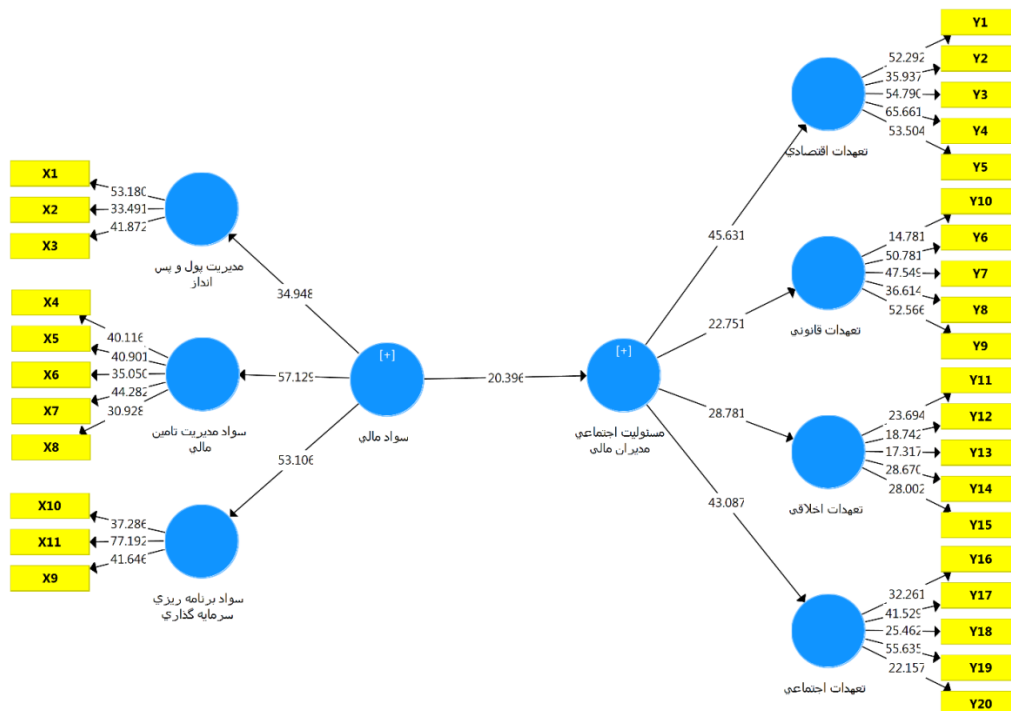 X1
X2
X3
53.180
33.491
41.872
مديريت پول و پس
انداز
34.948
X4
X5
X6
X7
X8
40.116
40.901
35.050
44.282
30.928
سواد مديريت تامين
مالی
57.129
X10
X11
X9
37.286
77.192
41.646
سواد برنامه ريزي
سرمايه گذاري
53.106
[+]
سواد مالی
20.396
[+]
مسئوليت اجتماعي
مديران مالی
45.631
22.751
28.781
43.087
تعهدات اقتصادي
52.292
35.937
54.790
65.661
53.504
Y1
Y2
Y3
Y4
Y5
تعهدات قانونی
14.781
50.781
47.549
36.614
52.566
Y10
Y6
Y7
Y8
Y9
تعهدات اخلاقی
23.694
18.742
17.317
28.670
28.002
Y11
Y12
Y13
Y14
Y15
تعهدات اجتماعي
32.261
41.529
25.462
55.635
22.157
Y16
Y17
Y18
Y19
Y20